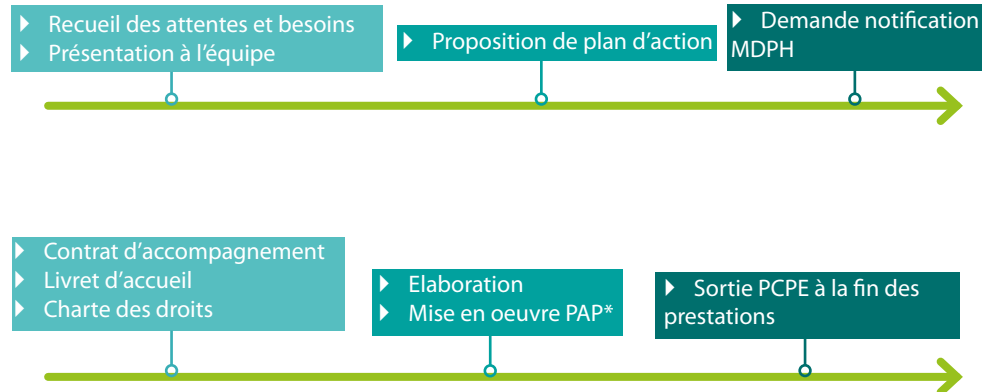 Recueil des attentes et besoins
Présentation à l'équipe
Proposition de plan d'action
Demande notification
MDPH
Contrat d'accompagnement
Livret d'accueil
Charte des droits
Elaboration
Mise en oeuvre PAP*
Sortie PCPE à la fin des
prestations